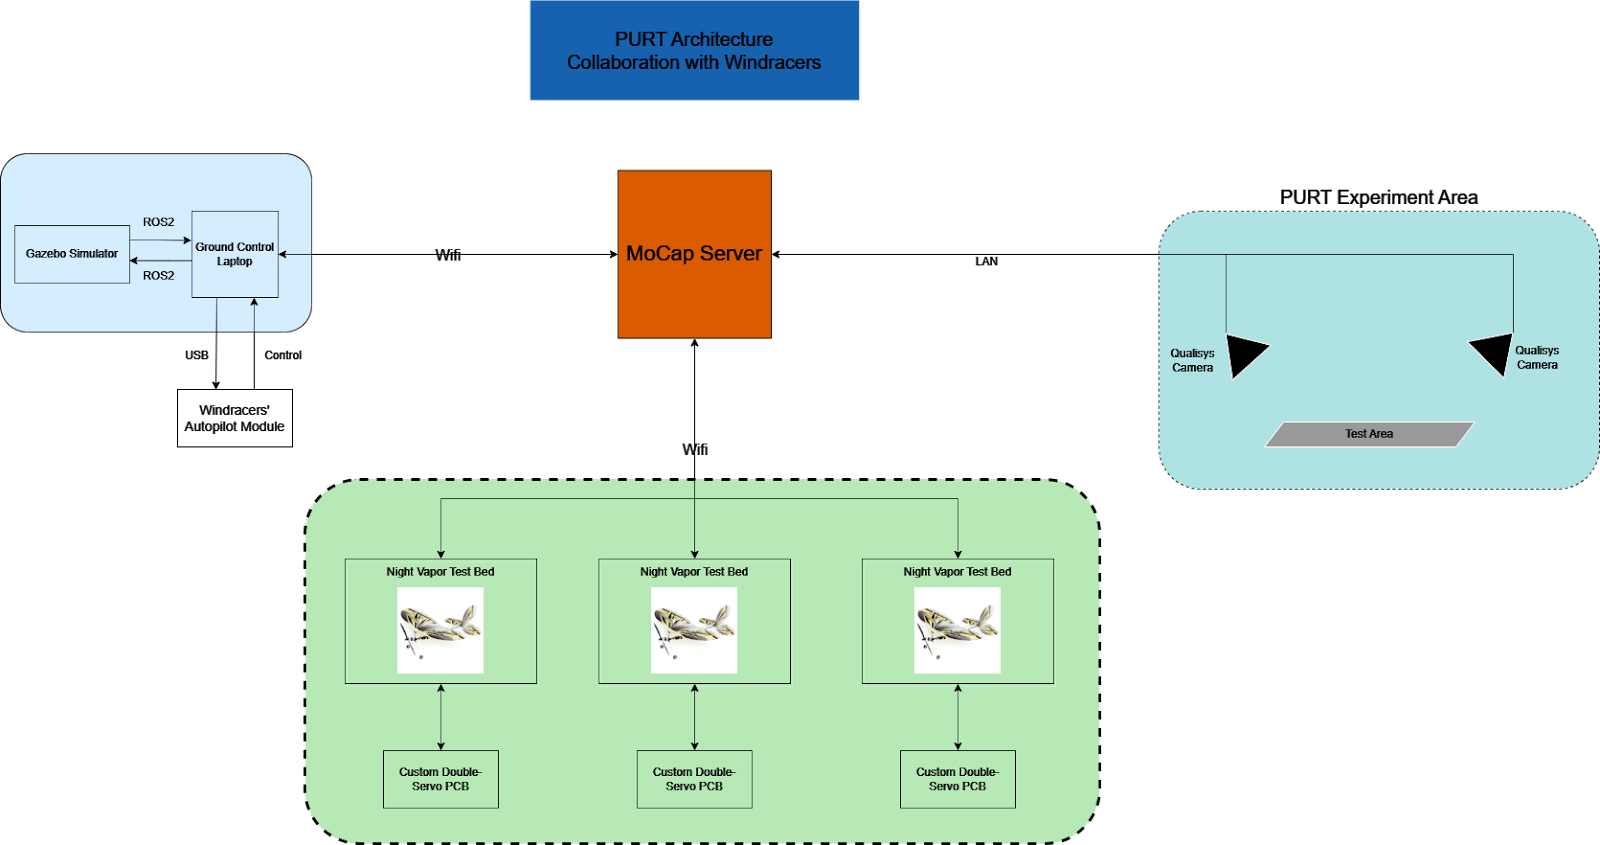 PURT Architecture
Collaboration with Windracers
PURT Experiment Area
ROS2
Gazebo Simulator
Ground Control
Laptop
ROS2
Wifi
MoCap Server
LAN
USB
Control
Windracers'
Autopilot Module
Qualisys
Camera
Qualisys
Camera
Test Area
Wifi
Night Vapor Test Bed
Night Vapor Test Bed
Night Vapor Test Bed
Custom Double-
Servo PCB
Custom Double-
Servo PCB
Custom Double-
Servo PCB